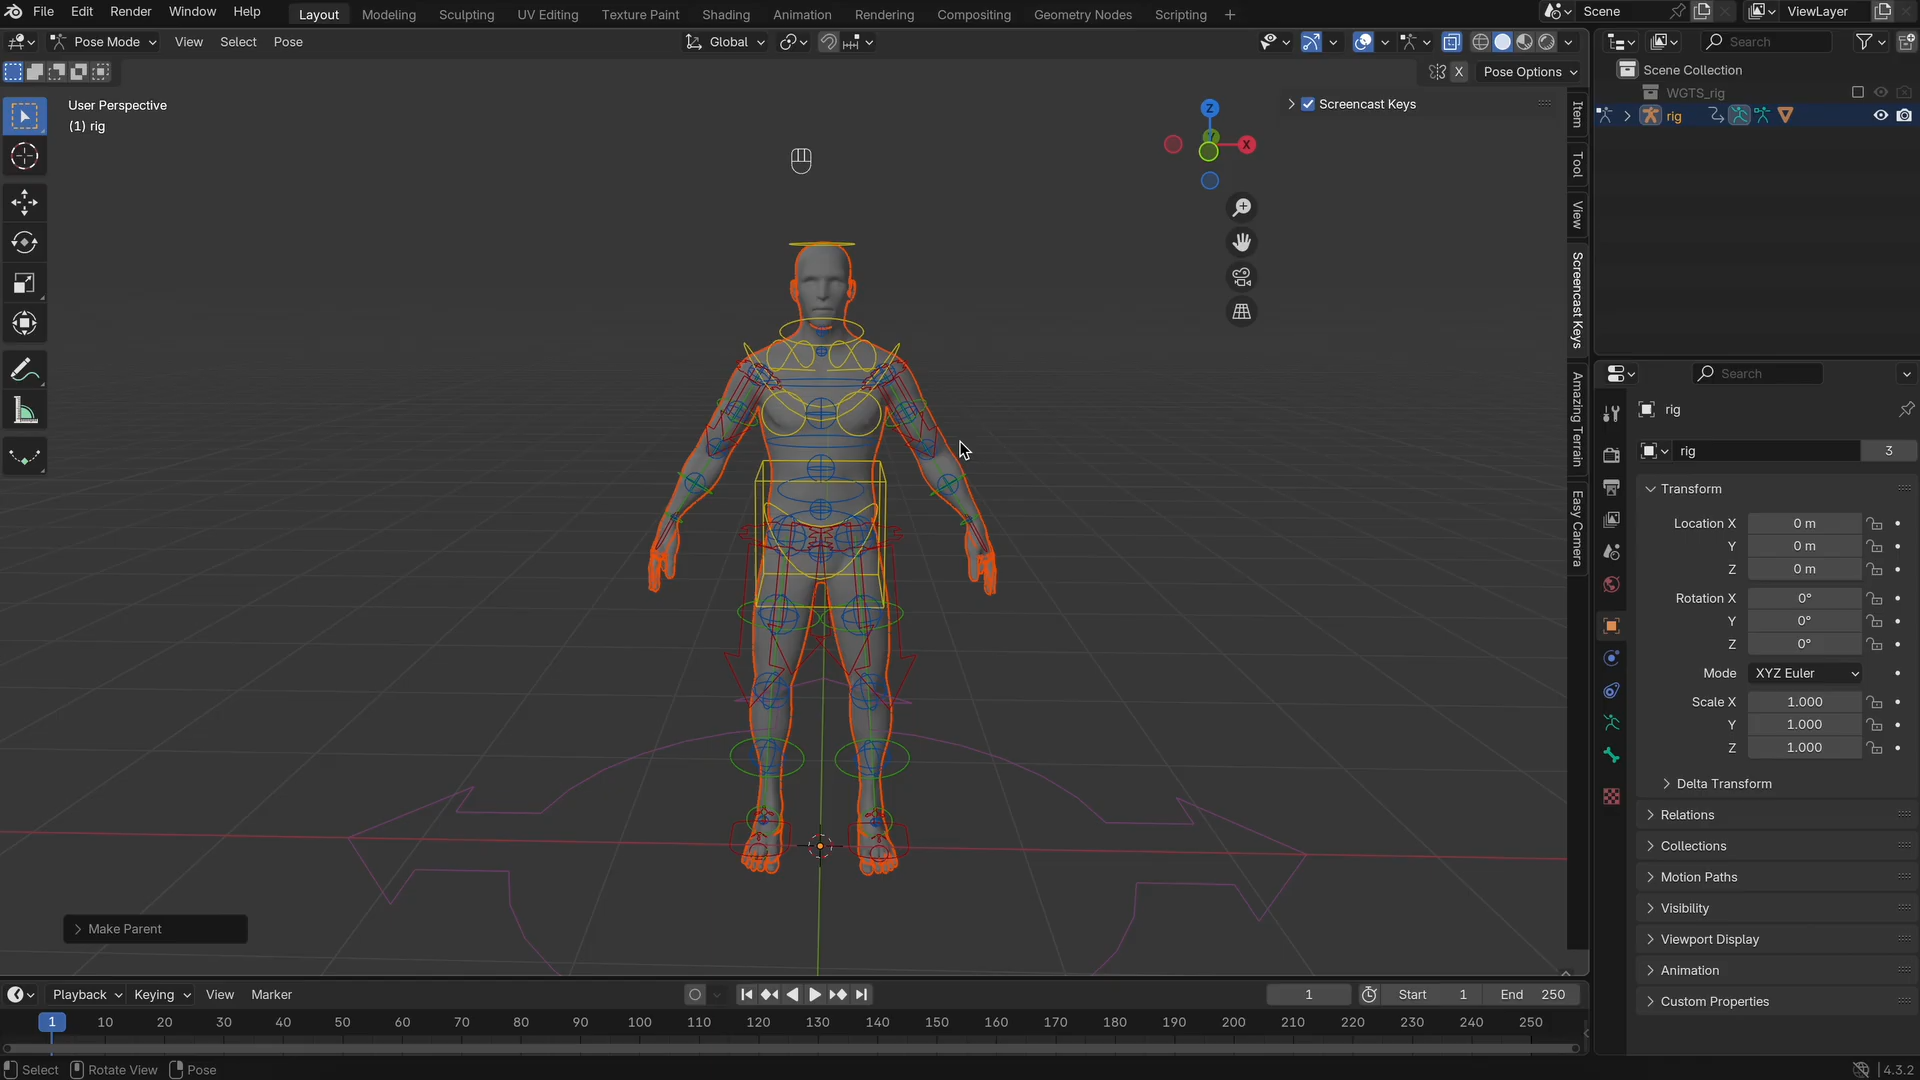 File Edit Render Window Help Layout Modeling Sculpting UV Editing Texture Paint Shading Animation Rendering Compositing Geometry Nodes Scripting + Scene ViewLayer
Pose Mode View Select Pose Global Search
X Pose Options
Scene Collection
WGTS_rig
rig
User Perspective
(1) rig
Screencast Keys
Z
Y
X
Item
Tool
View
Screencast Keys
Amazing Terrain
Easy Camera
Search
rig
rig 3
Transform
Location X 0 m
Y 0 m
Z 0 m
Rotation X 0°
Y 0°
Z 0°
Mode XYZ Euler
Scale X 1.000
Y 1.000
Z 1.000
Delta Transform
Relations
Collections
Motion Paths
Visibility
Viewport Display
Animation
Custom Properties
Make Parent
Playback Keying View Marker 1 Start 1 End 250
1 10 20 30 40 50 60 70 80 90 100 110 120 130 140 150 160 170 180 190 200 210 220 230 240 250
Select Rotate View Pose 4.3.2